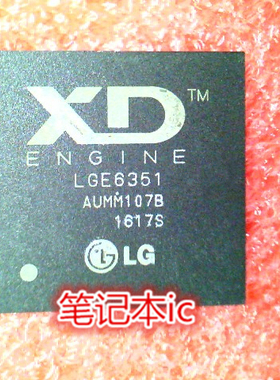 XD™
ENGINE
LGE6351
AUMM107B
1617S
LG
笔记本ic